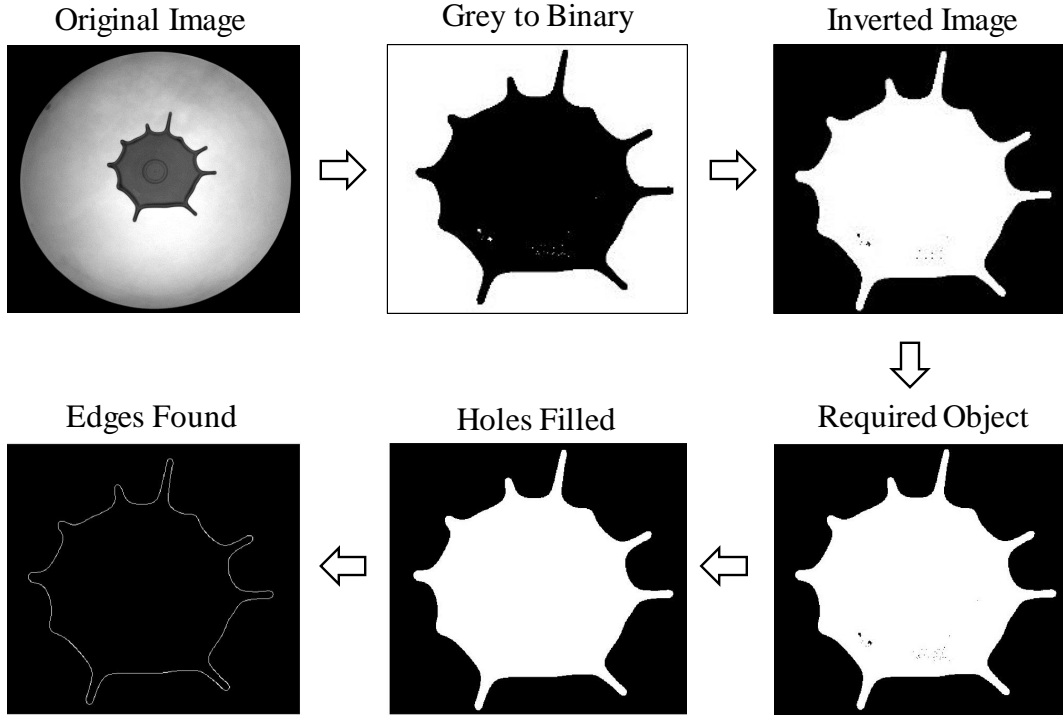 Original Image
Grey to Binary
Inverted Image
Edges Found
Holes Filled
Required Object